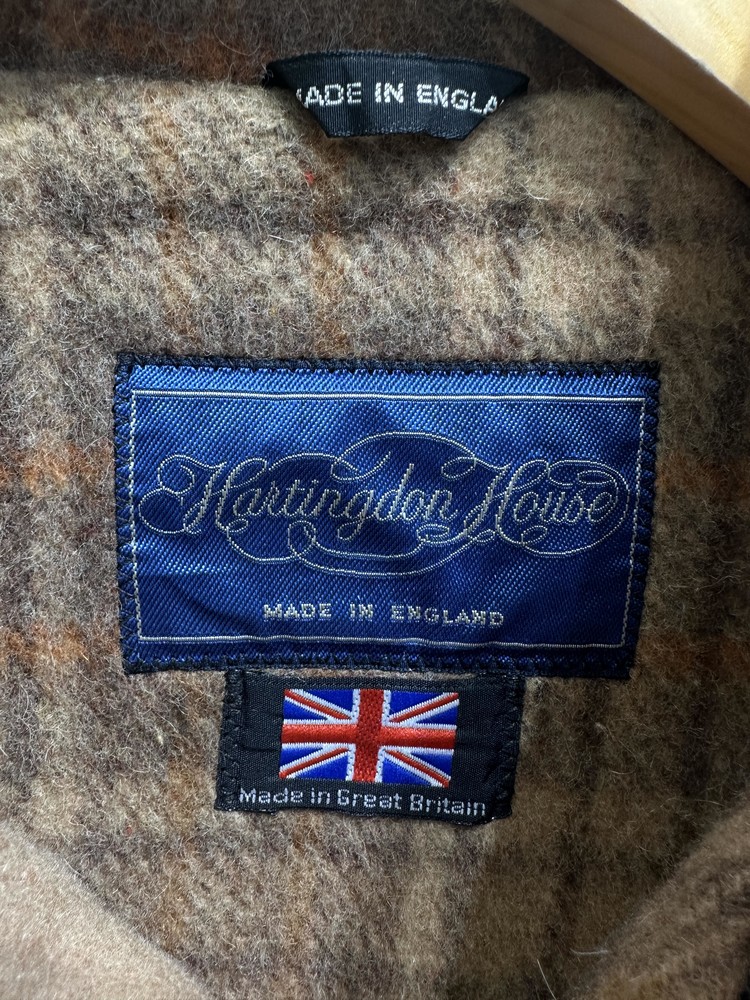 MADE IN ENGLA
Hartingdon House
MADE IN ENGLAND
Made in Great Britain